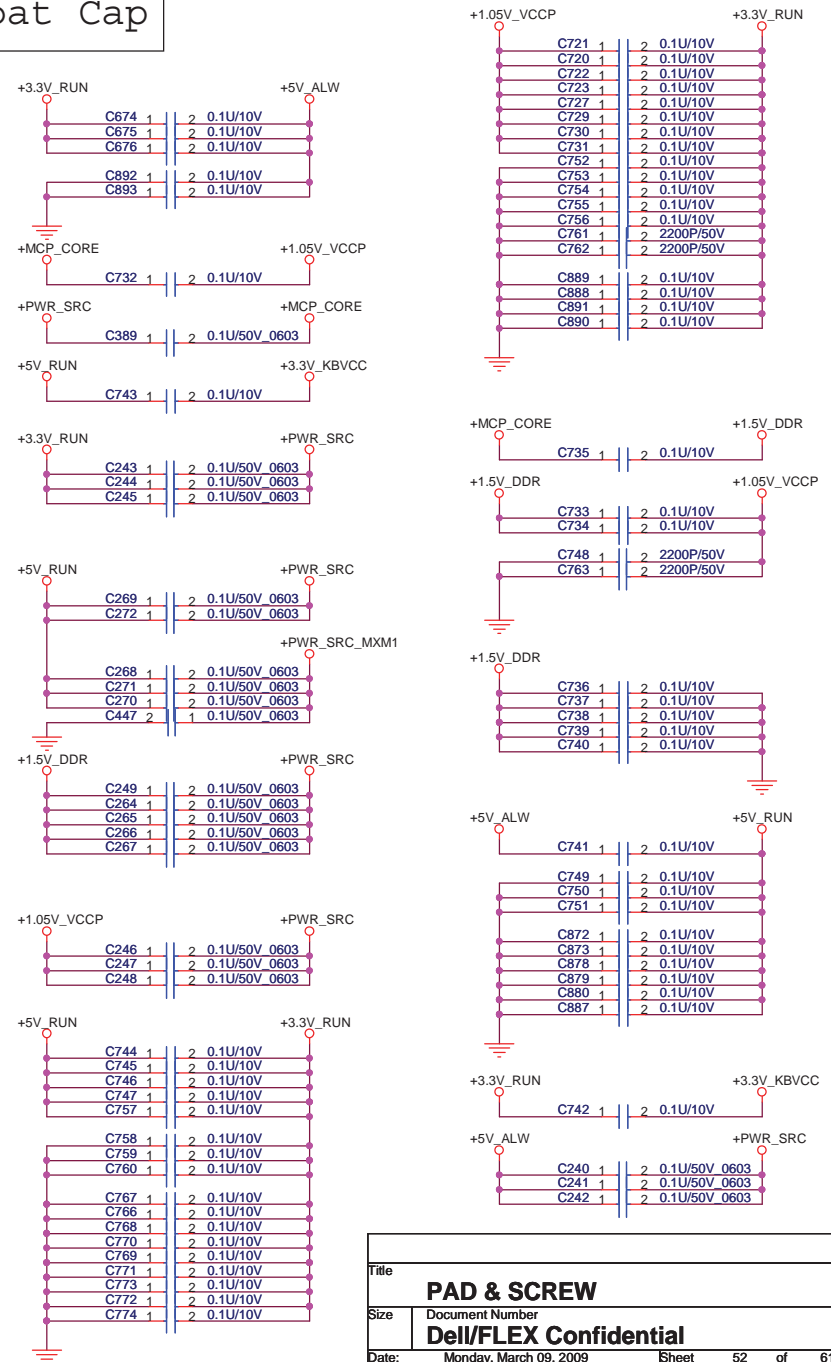 Cap
+3.3V_RUN +5V_ALW
C674 1 2 0.1U/10V
C675 1 2 0.1U/10V
C676 1 2 0.1U/10V
C892 1 2 0.1U/10V
C893 1 2 0.1U/10V
+MCP_CORE +1.05V_VCCP
C732 1 2 0.1U/10V
+PWR_SRC +MCP_CORE
C389 1 2 0.1U/50V_0603
+5V_RUN +3.3V_KBVCC
C743 1 2 0.1U/10V
+3.3V_RUN +PWR_SRC
C243 1 2 0.1U/50V_0603
C244 1 2 0.1U/50V_0603
C245 1 2 0.1U/50V_0603
+5V_RUN +PWR_SRC
C269 1 2 0.1U/50V_0603
C272 1 2 0.1U/50V_0603
+PWR_SRC_MXM1
C268 1 2 0.1U/50V_0603
C271 1 2 0.1U/50V_0603
C270 1 2 0.1U/50V_0603
C447 2 1 0.1U/50V_0603
+1.5V_DDR +PWR_SRC
C249 1 2 0.1U/50V_0603
C264 1 2 0.1U/50V_0603
C265 1 2 0.1U/50V_0603
C266 1 2 0.1U/50V_0603
C267 1 2 0.1U/50V_0603
+1.05V_VCCP +PWR_SRC
C246 1 2 0.1U/50V_0603
C247 1 2 0.1U/50V_0603
C248 1 2 0.1U/50V_0603
+5V_RUN +3.3V_RUN
C744 1 2 0.1U/10V
C745 1 2 0.1U/10V
C746 1 2 0.1U/10V
C747 1 2 0.1U/10V
C757 1 2 0.1U/10V
C758 1 2 0.1U/10V
C759 1 2 0.1U/10V
C760 1 2 0.1U/10V
C767 1 2 0.1U/10V
C766 1 2 0.1U/10V
C768 1 2 0.1U/10V
C770 1 2 0.1U/10V
C769 1 2 0.1U/10V
C771 1 2 0.1U/10V
C773 1 2 0.1U/10V
C772 1 2 0.1U/10V
C774 1 2 0.1U/10V
+1.05V_VCCP +3.3V_RUN
C721 1 2 0.1U/10V
C720 1 2 0.1U/10V
C722 1 2 0.1U/10V
C723 1 2 0.1U/10V
C727 1 2 0.1U/10V
C729 1 2 0.1U/10V
C730 1 2 0.1U/10V
C731 1 2 0.1U/10V
C752 1 2 0.1U/10V
C753 1 2 0.1U/10V
C754 1 2 0.1U/10V
C755 1 2 0.1U/10V
C756 1 2 0.1U/10V
C761 1 2 2200P/50V
C762 1 2 2200P/50V
C889 1 2 0.1U/10V
C888 1 2 0.1U/10V
C891 1 2 0.1U/10V
C890 1 2 0.1U/10V
+MCP_CORE +1.5V_DDR
C735 1 2 0.1U/10V
+1.5V_DDR +1.05V_VCCP
C733 1 2 0.1U/10V
C734 1 2 0.1U/10V
C748 1 2 2200P/50V
C763 1 2 2200P/50V
+1.5V_DDR
C736 1 2 0.1U/10V
C737 1 2 0.1U/10V
C738 1 2 0.1U/10V
C739 1 2 0.1U/10V
C740 1 2 0.1U/10V
+5V_ALW +5V_RUN
C741 1 2 0.1U/10V
C749 1 2 0.1U/10V
C750 1 2 0.1U/10V
C751 1 2 0.1U/10V
C872 1 2 0.1U/10V
C873 1 2 0.1U/10V
C878 1 2 0.1U/10V
C879 1 2 0.1U/10V
C880 1 2 0.1U/10V
C887 1 2 0.1U/10V
+3.3V_RUN +3.3V_KBVCC
C742 1 2 0.1U/10V
+5V_ALW +PWR_SRC
C240 1 2 0.1U/50V_0603
C241 1 2 0.1U/50V_0603
C242 1 2 0.1U/50V_0603
Title
PAD & SCREW
Size Document Number
Dell/FLEX Confidential
Date: Monday, March 09, 2009 Sheet 52 of 61